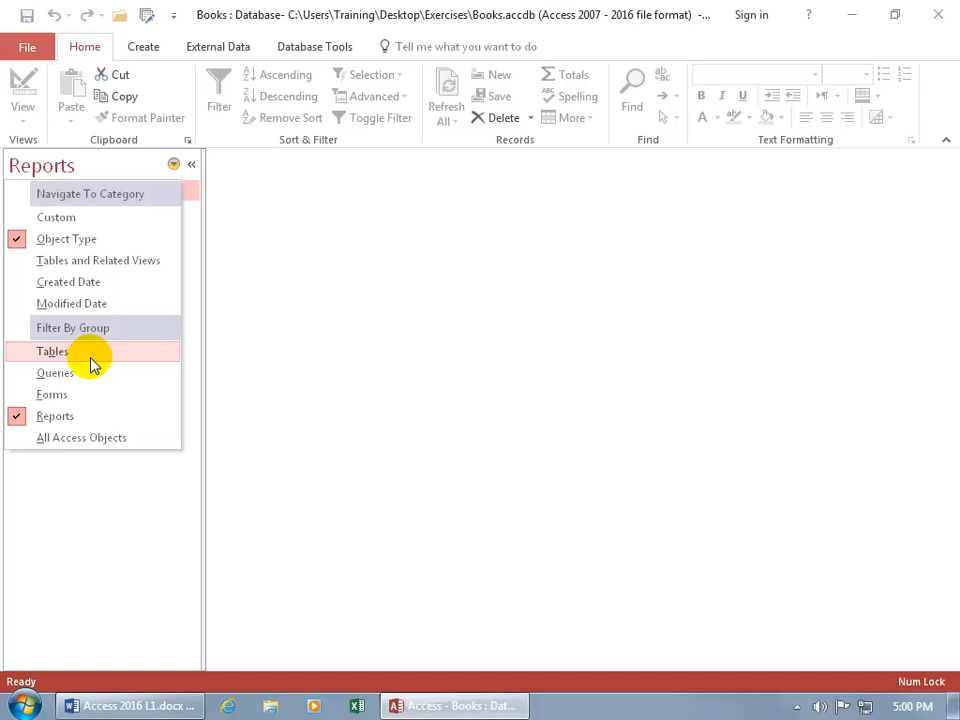 Books : Database- C:\Users\Training\Desktop\Exercises\Books.accdb (Access 2007 - 2016 file format) -...
Sign in
?
File
Home
Create
External Data
Database Tools
Tell me what you want to do
View
Views
Paste
Cut
Copy
Format Painter
Clipboard
Filter
Ascending
Descending
Remove Sort
Selection
Advanced
Toggle Filter
Sort & Filter
Refresh
All
New
Save
Delete
Totals
Spelling
More
Records
Find
Find
B I U
A
Text Formatting
Reports
Navigate To Category
Custom
Object Type
Tables and Related Views
Created Date
Modified Date
Filter By Group
Tables
Queries
Forms
Reports
All Access Objects
Ready
Num Lock
Access 2016 L1.docx ...
Access - Books : Dat...
5:00 PM